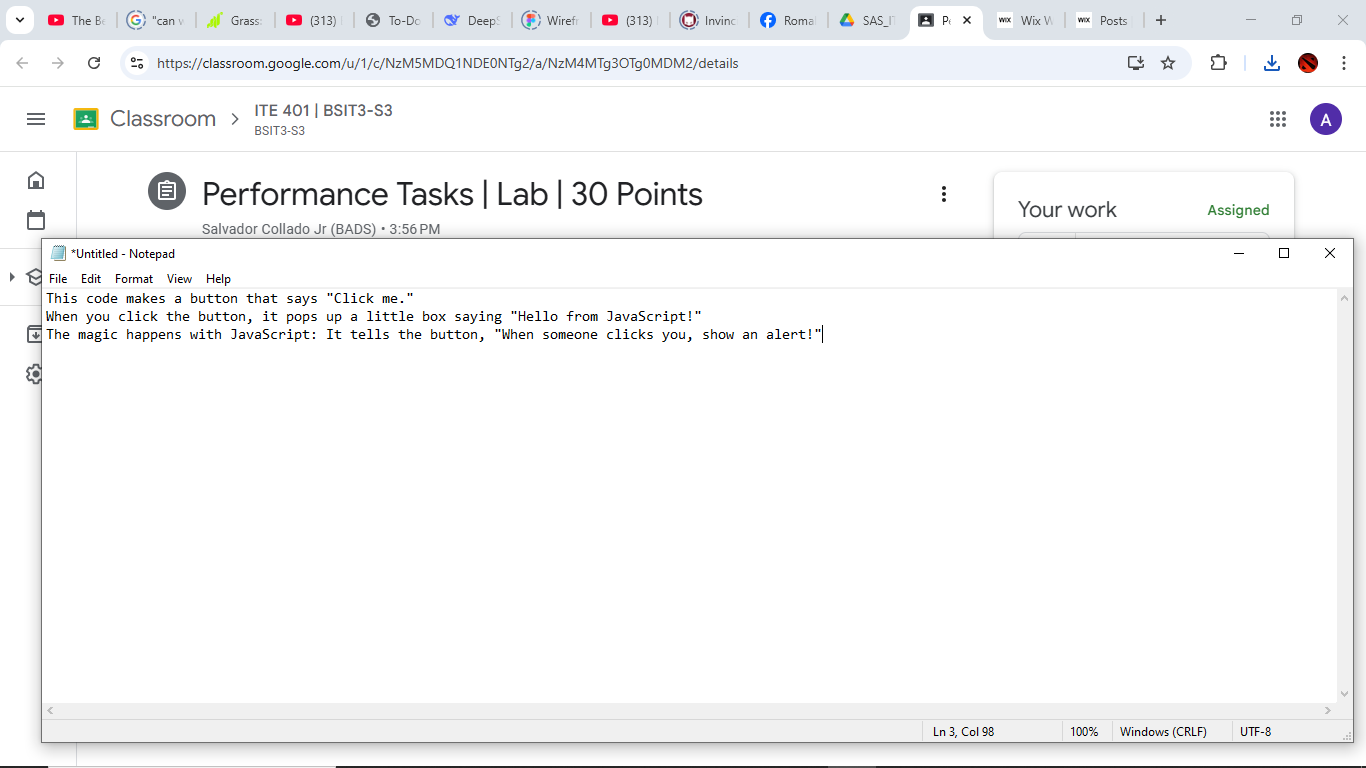 The Be
"can w
Grass
(313)
To-Do
DeepS
Wirefr
(313)
Invinc
Roma
SAS_IT
Pe
Wix W
Posts
https://classroom.google.com/u/1/c/NzM5MDQ1NDE0NTg2/a/NzM4MTg3OTg0MDM2/details
Classroom
ITE 401 | BSIT3-S3
BSIT3-S3
A
Performance Tasks | Lab | 30 Points
Salvador Collado Jr (BADS) • 3:56 PM
Your work
Assigned
*Untitled - Notepad
File Edit Format View Help
This code makes a button that says "Click me."
When you click the button, it pops up a little box saying "Hello from JavaScript!"
The magic happens with JavaScript: It tells the button, "When someone clicks you, show an alert!"
Ln 3, Col 98
100%
Windows (CRLF)
UTF-8